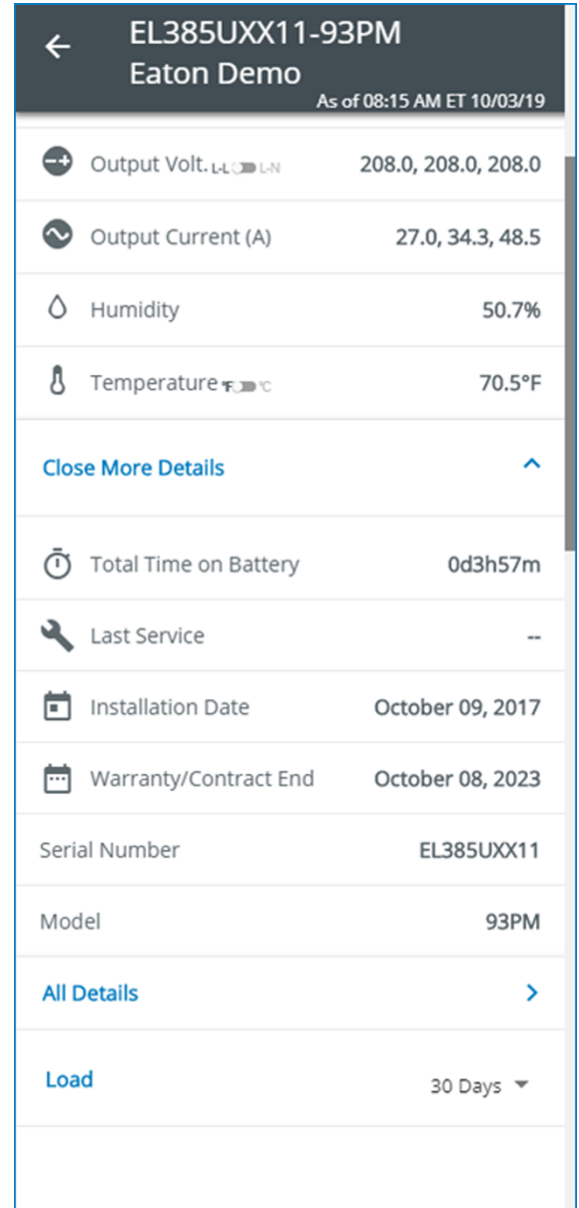 EL385UXX11-93PM
Eaton Demo
As of 08:15 AM ET 10/03/19
Output Volt. L-L L-N 208.0, 208.0, 208.0
Output Current (A) 27.0, 34.3, 48.5
Humidity 50.7%
Temperature °F °C 70.5°F
Close More Details
Total Time on Battery 0d3h57m
Last Service --
Installation Date October 09, 2017
Warranty/Contract End October 08, 2023
Serial Number EL385UXX11
Model 93PM
All Details
Load 30 Days